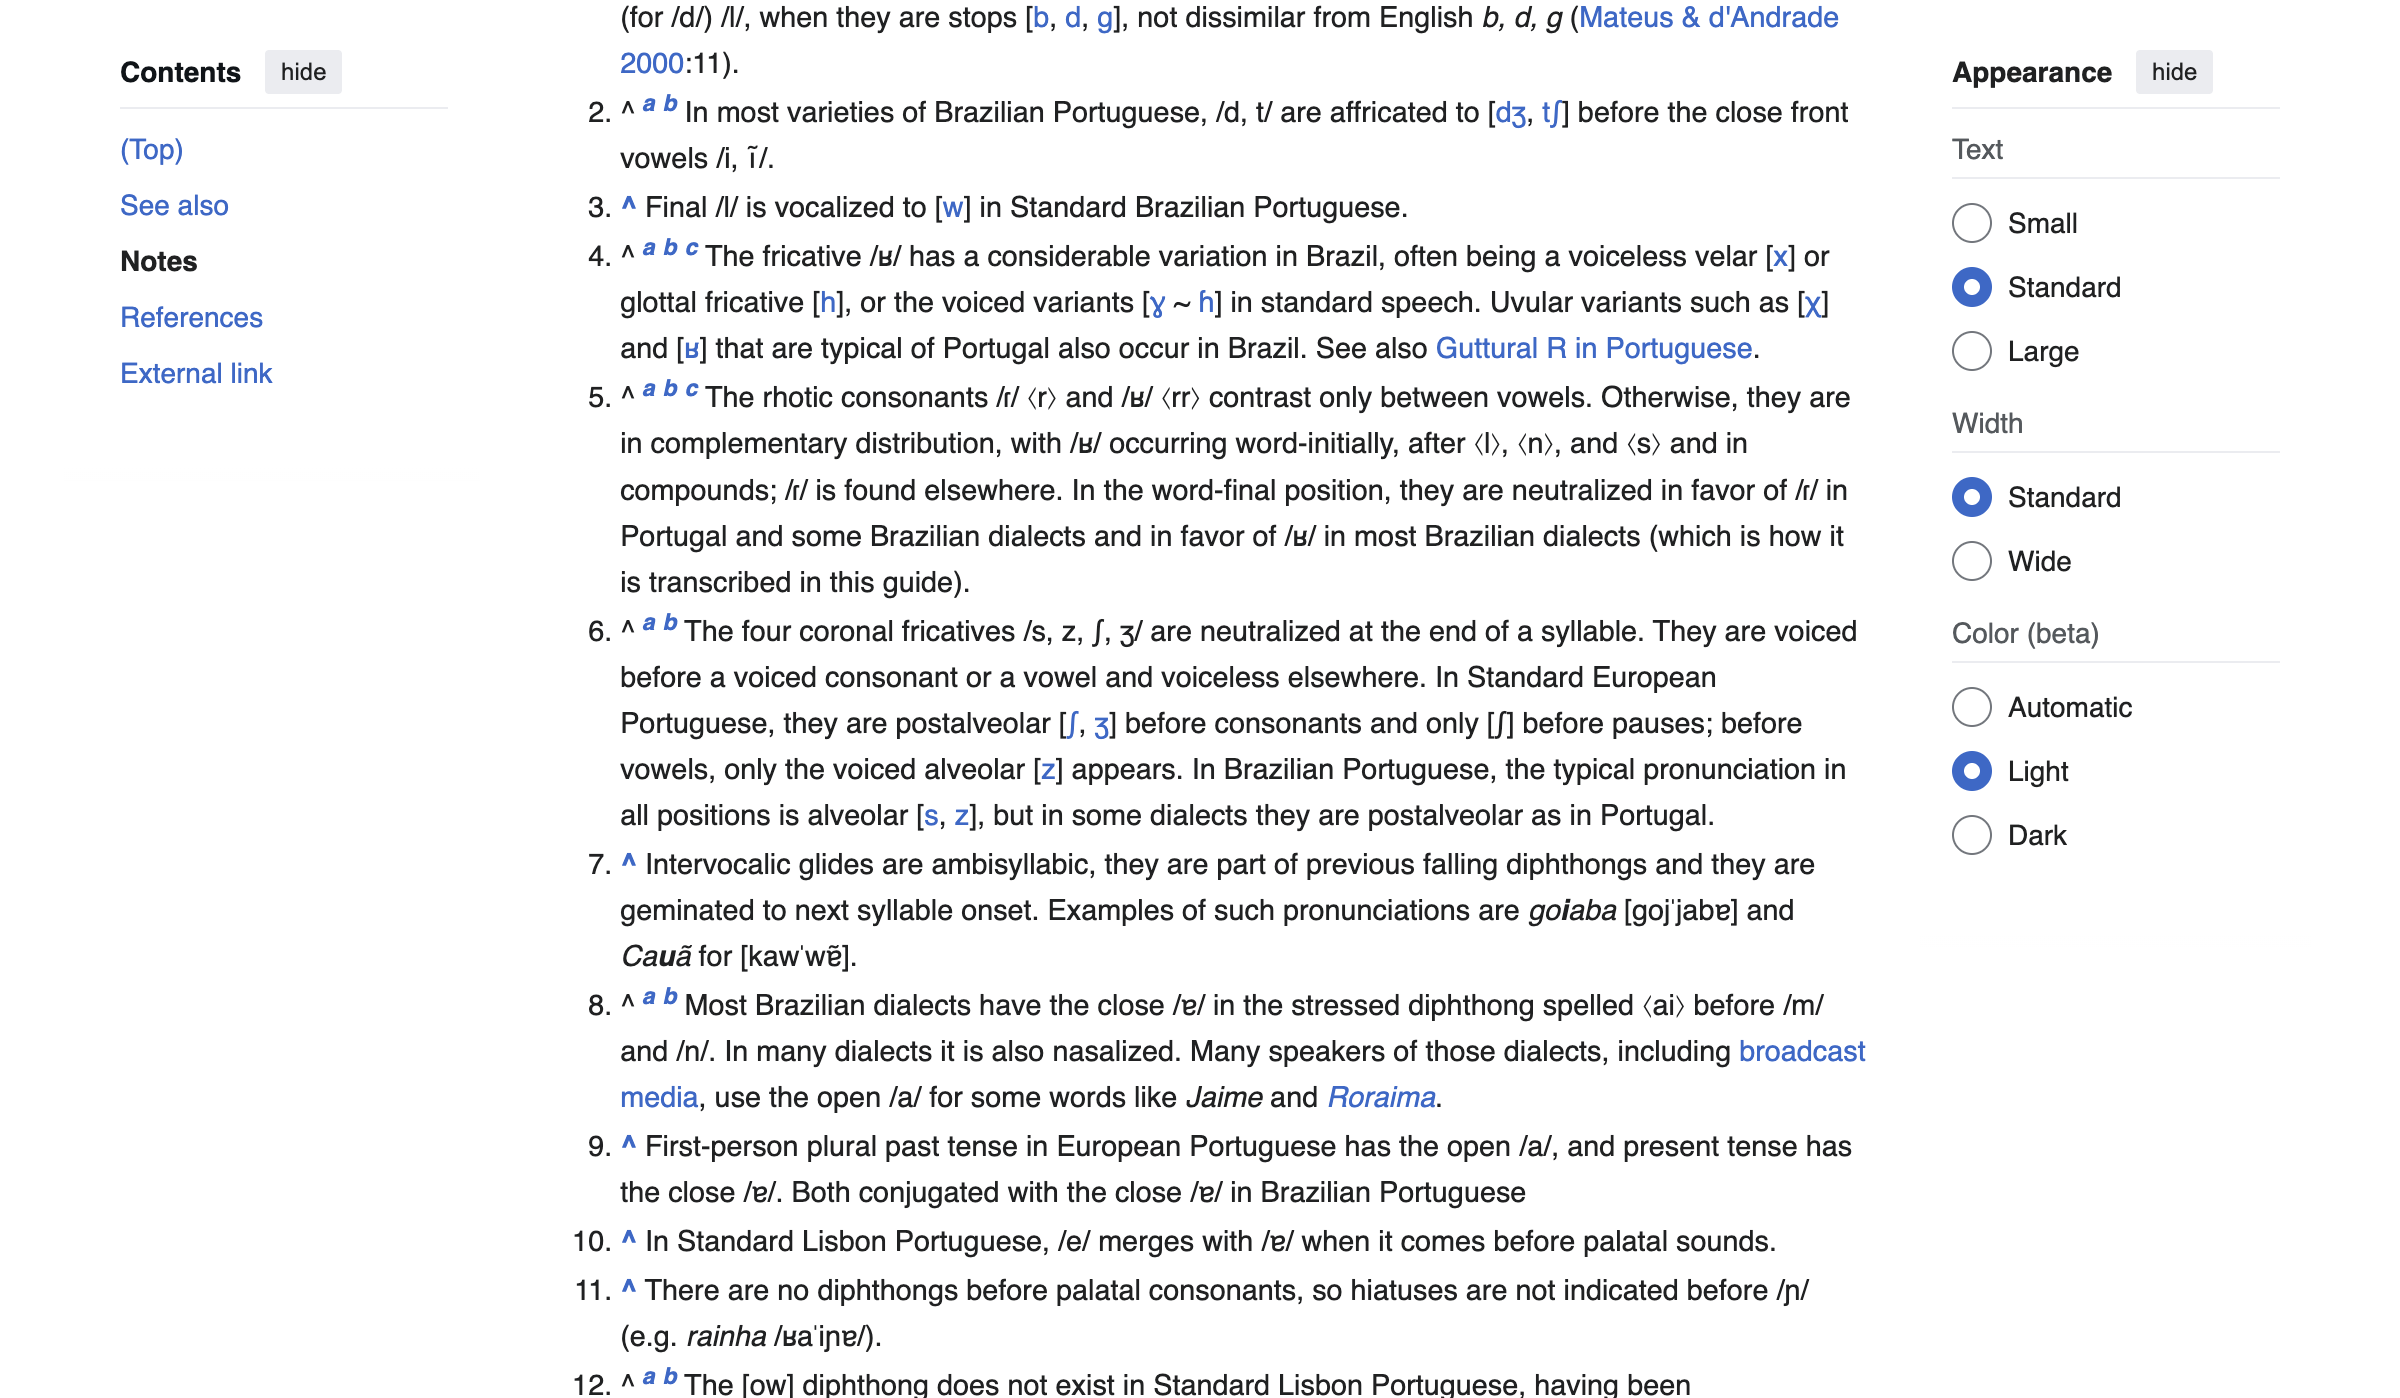 (for /d/) /l/, when they are stops [b, d, g], not dissimilar from English b, d, g (Mateus & d'Andrade
2000:11).
Contents hide
(Top)
See also
Notes
References
External link
2. ^ a b In most varieties of Brazilian Portuguese, /d, t/ are affricated to [dʒ, tʃ] before the close front
vowels /i, ĩ/.
3. ^ Final /l/ is vocalized to [w] in Standard Brazilian Portuguese.
4. ^ a b c The fricative /ʁ/ has a considerable variation in Brazil, often being a voiceless velar [x] or
glottal fricative [h], or the voiced variants [ɣ ~ ɦ] in standard speech. Uvular variants such as [χ]
and [ʁ] that are typical of Portugal also occur in Brazil. See also Guttural R in Portuguese.
5. ^ a b c The rhotic consonants /ɾ/ ⟨r⟩ and /ʁ/ ⟨rr⟩ contrast only between vowels. Otherwise, they are
in complementary distribution, with /ʁ/ occurring word-initially, after ⟨l⟩, ⟨n⟩, and ⟨s⟩ and in
compounds; /ɾ/ is found elsewhere. In the word-final position, they are neutralized in favor of /ɾ/ in
Portugal and some Brazilian dialects and in favor of /ʁ/ in most Brazilian dialects (which is how it
is transcribed in this guide).
6. ^ a b The four coronal fricatives /s, z, ʃ, ʒ/ are neutralized at the end of a syllable. They are voiced
before a voiced consonant or a vowel and voiceless elsewhere. In Standard European
Portuguese, they are postalveolar [ʃ, ʒ] before consonants and only [ʃ] before pauses; before
vowels, only the voiced alveolar [z] appears. In Brazilian Portuguese, the typical pronunciation in
all positions is alveolar [s, z], but in some dialects they are postalveolar as in Portugal.
7. ^ Intervocalic glides are ambisyllabic, they are part of previous falling diphthongs and they are
geminated to next syllable onset. Examples of such pronunciations are goiaba [gojˈjabɐ] and
Cauã for [kawˈwɐ̃].
8. ^ a b Most Brazilian dialects have the close /ɐ/ in the stressed diphthong spelled ⟨ai⟩ before /m/
and /n/. In many dialects it is also nasalized. Many speakers of those dialects, including broadcast
media, use the open /a/ for some words like Jaime and Roraima.
9. ^ First-person plural past tense in European Portuguese has the open /a/, and present tense has
the close /ɐ/. Both conjugated with the close /ɐ/ in Brazilian Portuguese
10. ^ In Standard Lisbon Portuguese, /e/ merges with /ɐ/ when it comes before palatal sounds.
11. ^ There are no diphthongs before palatal consonants, so hiatuses are not indicated before /ɲ/
(e.g. rainha /ʁaˈiɲɐ/).
12. ^ a b The [ow] diphthong does not exist in Standard Lisbon Portuguese, having been
Appearance hide
Text
Small
Standard
Large
Width
Standard
Wide
Color (beta)
Automatic
Light
Dark